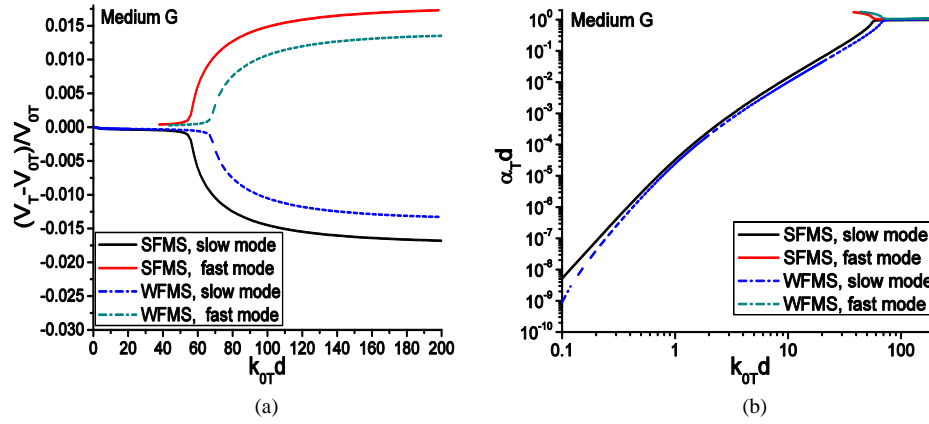 Medium G
(V_T-V_0T)/V_0T
0.015
0.010
0.005
0.000
-0.005
-0.010
-0.015
-0.020
-0.025
-0.030
SFMS, slow mode
SFMS, fast mode
WFMS, slow mode
WFMS, fast mode
0 20 40 60 80 100 120 140 160 180 200
k_0T d
(a)
Medium G
α_T d
10^0
10^-1
10^-2
10^-3
10^-4
10^-5
10^-6
10^-7
10^-8
10^-9
10^-10
SFMS, slow mode
SFMS, fast mode
WFMS, slow mode
WFMS, fast mode
0.1 1 10 100
k_0T d
(b)